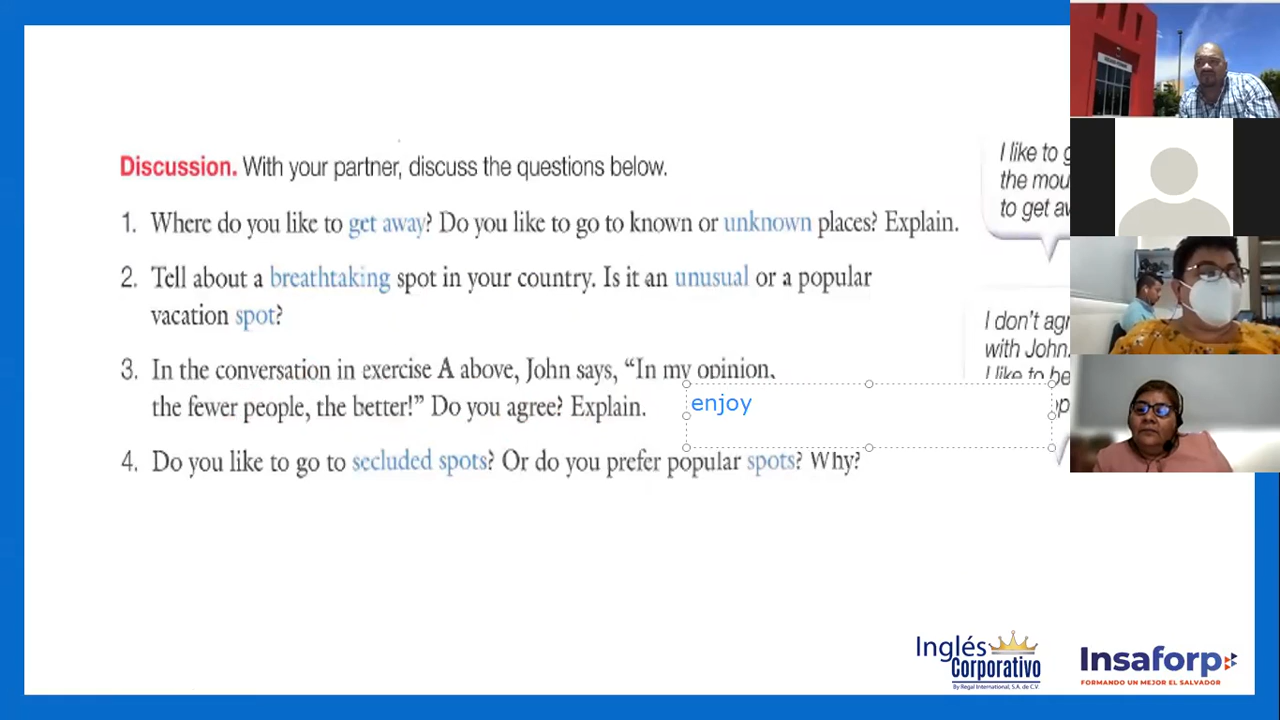 Discussion. With your partner, discuss the questions below.
1. Where do you like to get away? Do you like to go to known or unknown places? Explain.
2. Tell about a breathtaking spot in your country. Is it an unusual or a popular
vacation spot?
3. In the conversation in exercise A above, John says, “In my opinion,
the fewer people, the better!” Do you agree? Explain.
4. Do you like to go to secluded spots? Or do you prefer popular spots? Why?
enjoy
I like to g
the mou
to get aw
I don't agr
with John.
I like to be
Inglés
Corporativo
By Regal International, S.A. de C.V.
Insaforp
FORMANDO UN MEJOR EL SALVADOR